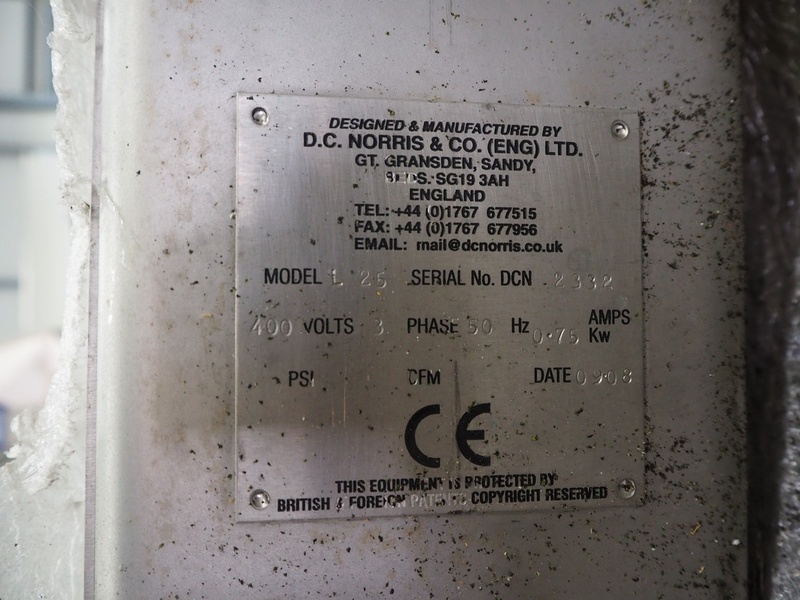 DESIGNED & MANUFACTURED BY
D.C. NORRIS & CO. (ENG) LTD.
GT. GRANSDEN, SANDY,
BEDS. SG19 3AH
ENGLAND
TEL: +44 (0)1767 677515
FAX: +44 (0)1767 677956
EMAIL: mail@dcnorris.co.uk
MODEL L 25 SERIAL No. DCN 2332
400 VOLTS 3 PHASE 50 Hz 0.75 AMPS Kw
PSI CFM DATE 09.08
CE
THIS EQUIPMENT IS PROTECTED BY
BRITISH & FOREIGN PATENTS COPYRIGHT RESERVED